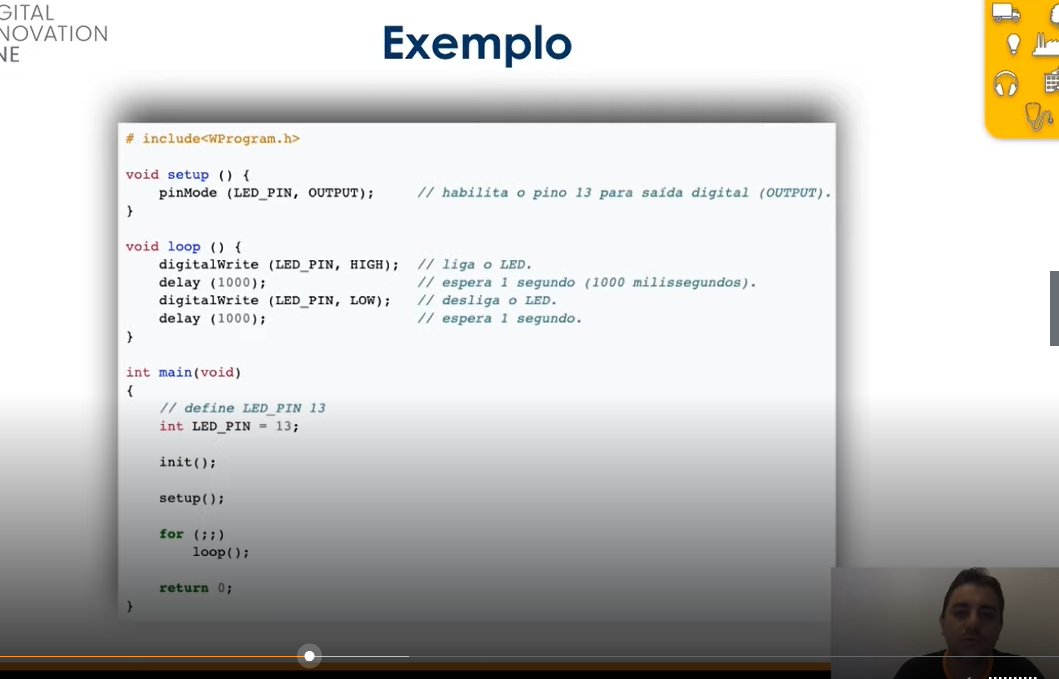 GITAL
NOVATION
NE
Exemplo
# include<WProgram.h>
void setup () {
pinMode (LED_PIN, OUTPUT); // habilita o pino 13 para saída digital (OUTPUT).
}
void loop () {
digitalWrite (LED_PIN, HIGH); // liga o LED.
delay (1000); // espera 1 segundo (1000 milissegundos).
digitalWrite (LED_PIN, LOW); // desliga o LED.
delay (1000); // espera 1 segundo.
}
int main(void)
{
// define LED_PIN 13
int LED_PIN = 13;
init();
setup();
for (;;)
loop();
return 0;
}